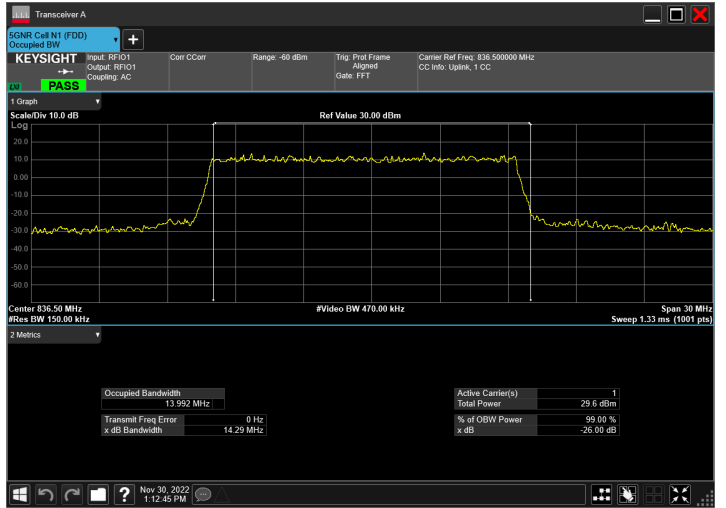 Transceiver A
5GNR Cell N1 (FDD)
Occupied BW
KEYSIGHT
Input: RFIO1
Output: RFIO1
Coupling: AC
Corr CCorr
Range: -60 dBm
Trig: Prot Frame
Aligned
Gate: FFT
Carrier Ref Freq: 836.500000 MHz
CC Info: Uplink, 1 CC
PASS
1 Graph
Scale/Div 10.0 dB
Ref Value 30.00 dBm
Log
20.0
10.0
0.00
-10.0
-20.0
-30.0
-40.0
-50.0
-60.0
Center 836.50 MHz
#Video BW 470.00 kHz
Span 30 MHz
#Res BW 150.00 kHz
Sweep 1.33 ms (1001 pts)
2 Metrics
Occupied Bandwidth
13.992 MHz
Transmit Freq Error 0 Hz
x dB Bandwidth 14.29 MHz
Active Carrier(s) 1
Total Power 29.6 dBm
% of OBW Power 99.00 %
x dB -26.00 dB
Nov 30, 2022
1:12:45 PM